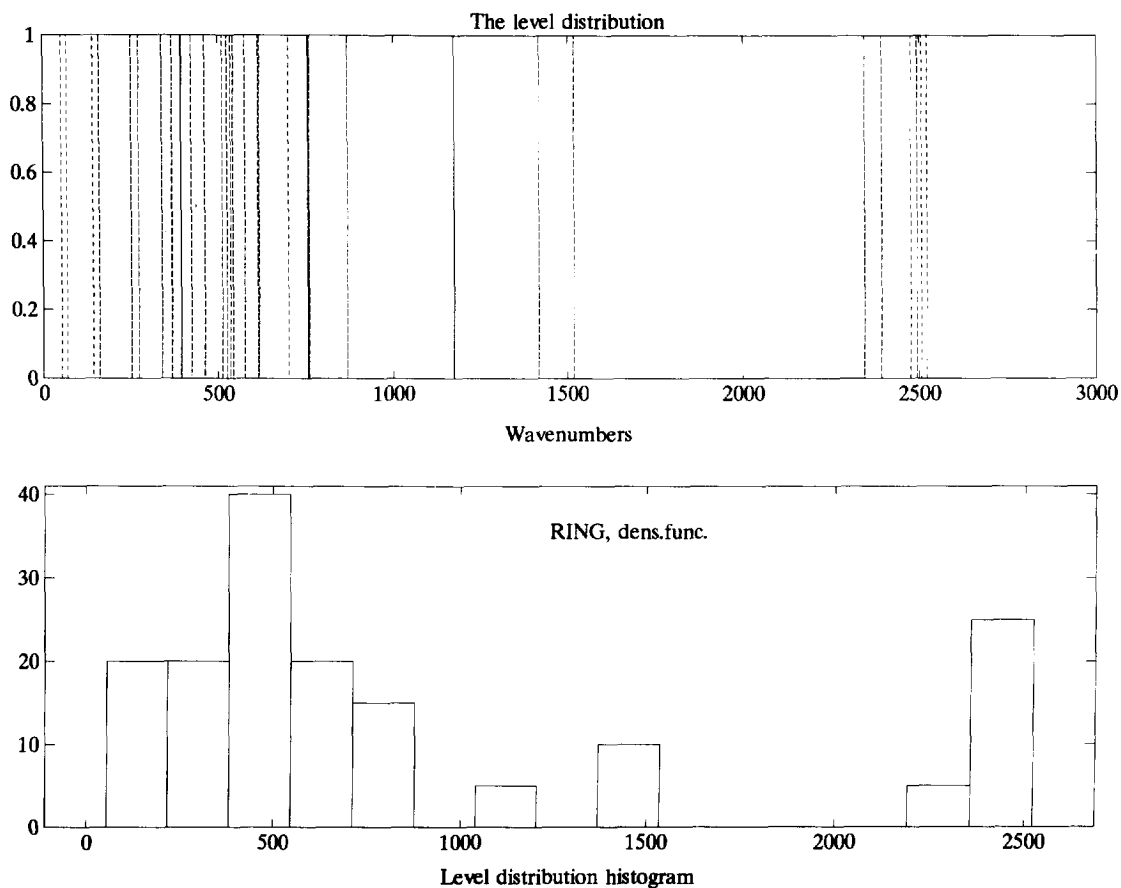 The level distribution
1
0.8
0.6
0.4
0.2
0
0 500 1000 1500 2000 2500 3000
Wavenumbers
40
RING, dens.func.
30
20
10
0
0 500 1000 1500 2000 2500
Level distribution histogram